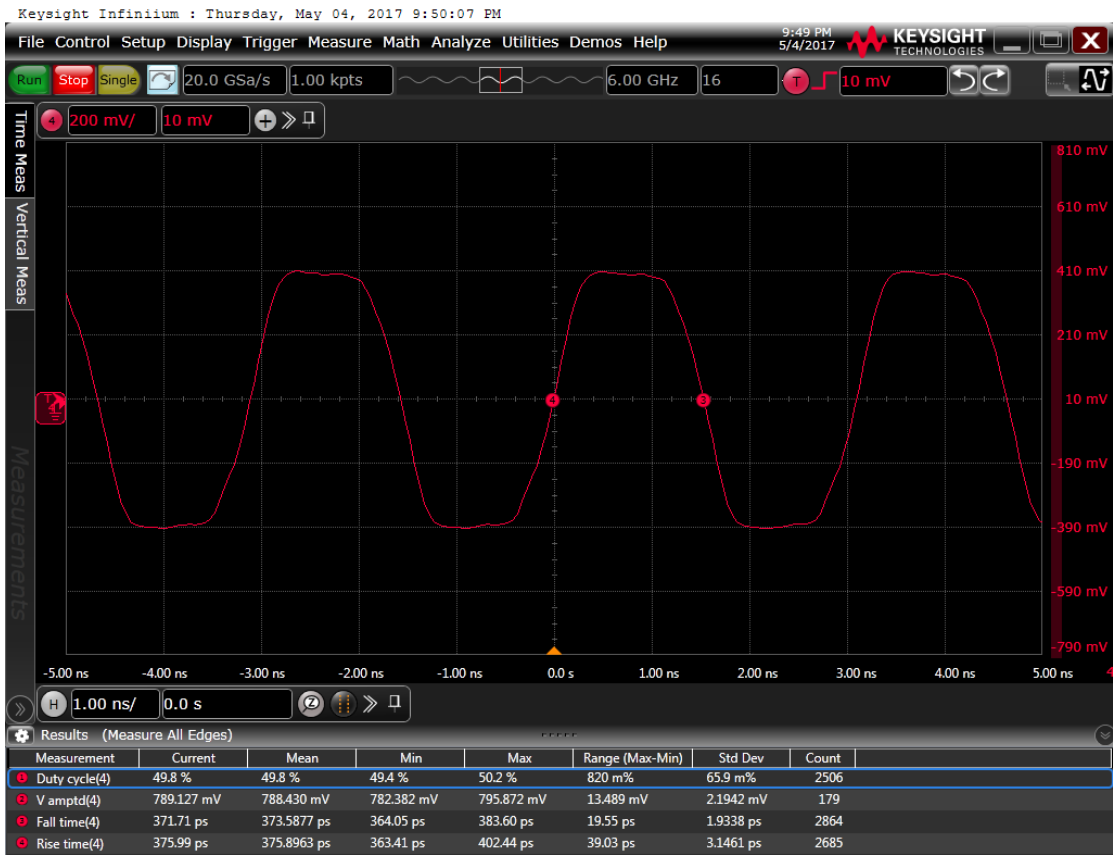 Keysight Infiniium : Thursday, May 04, 2017 9:50:07 PM
File Control Setup Display Trigger Measure Math Analyze Utilities Demos Help
9:49 PM
5/4/2017
KEYSIGHT
TECHNOLOGIES
Run Stop Single 20.0 GSa/s 1.00 kpts 6.00 GHz 16 T 10 mV
4 200 mV/ 10 mV
Time Meas
Vertical Meas
Measurements
810 mV
610 mV
410 mV
210 mV
10 mV
-190 mV
-390 mV
-590 mV
-790 mV
T
4 3
-5.00 ns -4.00 ns -3.00 ns -2.00 ns -1.00 ns 0.0 s 1.00 ns 2.00 ns 3.00 ns 4.00 ns 5.00 ns 4
H 1.00 ns/ 0.0 s Z
Results (Measure All Edges)
Measurement Current Mean Min Max Range (Max-Min) Std Dev Count
1 Duty cycle(4) 49.8 % 49.8 % 49.4 % 50.2 % 820 m% 65.9 m% 2506
2 V amptd(4) 789.127 mV 788.430 mV 782.382 mV 795.872 mV 13.489 mV 2.1942 mV 179
3 Fall time(4) 371.71 ps 373.5877 ps 364.05 ps 383.60 ps 19.55 ps 1.9338 ps 2864
4 Rise time(4) 375.99 ps 375.8963 ps 363.41 ps 402.44 ps 39.03 ps 3.1461 ps 2685